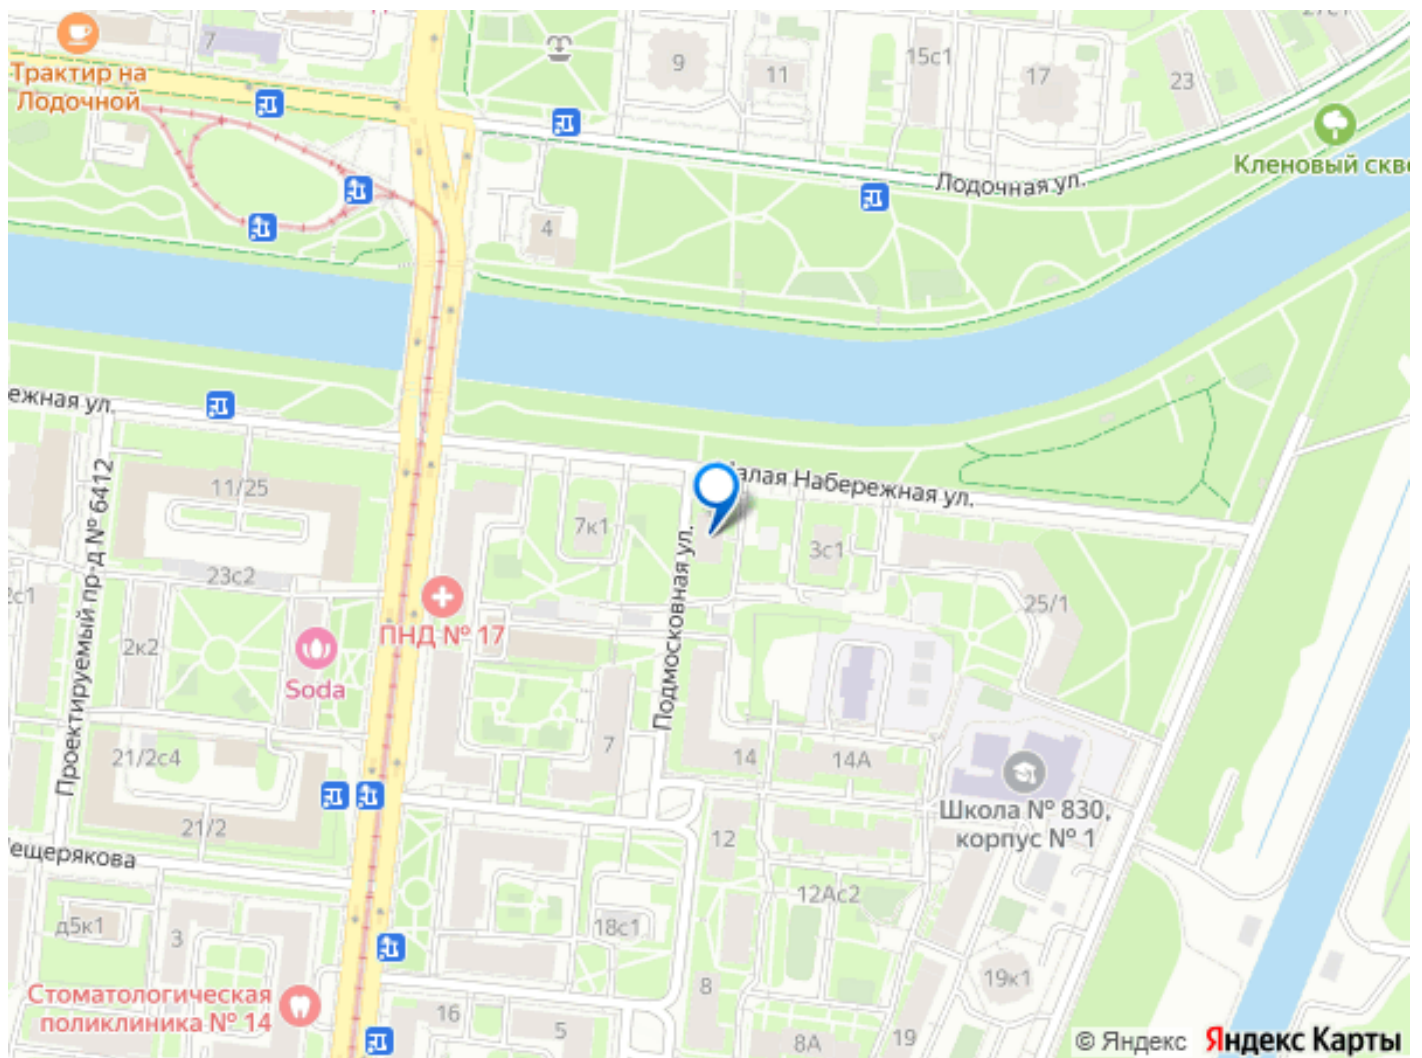 7
Трактир на
Лодочной
9
11
15с1
17
23
27с1
Кленовый скве
Лодочная ул.
4
ежная ул.
Проектируемый пр-д № 6412
11/25
23с2
2с1
2к2
Soda
ПНД № 17
7к1
Подмосковная ул.
алая Набережная ул.
3с1
25/1
21/2с4
21/2
7
14
14А
Школа № 830,
корпус № 1
12
ещерякова
д5к1
3
18с1
12Ас2
Стоматологическая
поликлиника № 14
16
5
8
8А
19
19к1
© Яндекс
Яндекс Карты